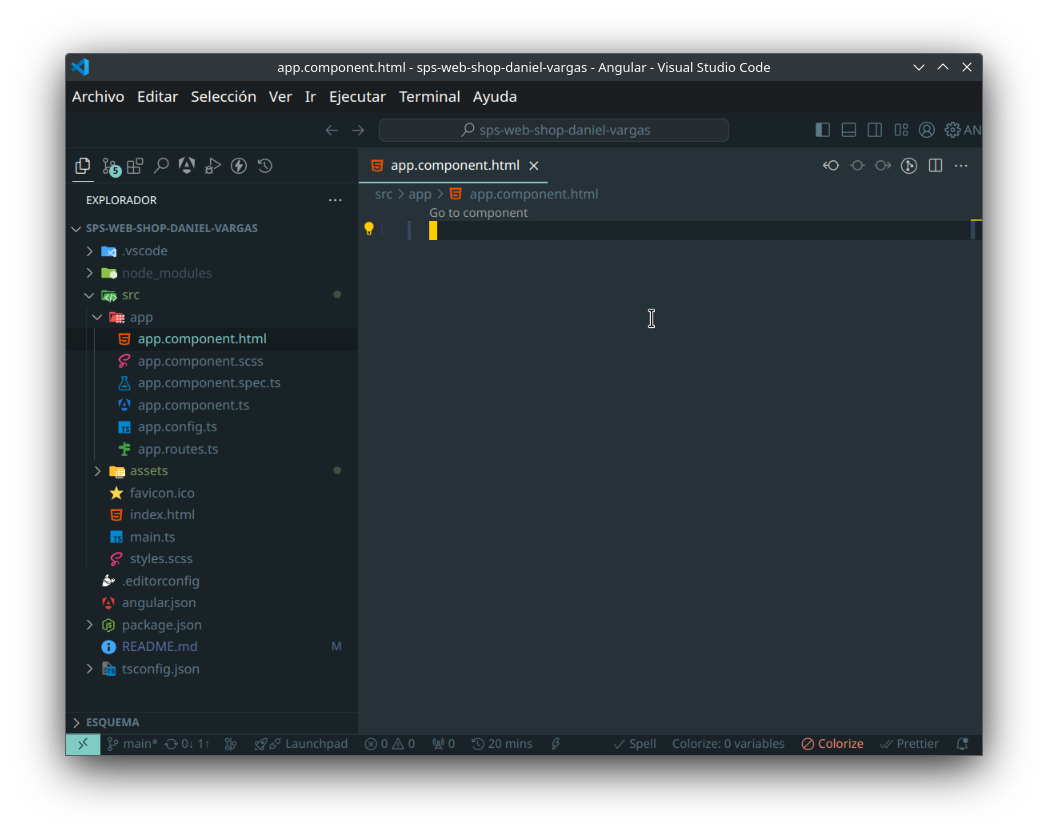 app.component.html - sps-web-shop-daniel-vargas - Angular - Visual Studio Code
Archivo Editar Selección Ver Ir Ejecutar Terminal Ayuda
sps-web-shop-daniel-vargas
AN
5
app.component.html
EXPLORADOR
src > app > app.component.html
Go to component
1
SPS-WEB-SHOP-DANIEL-VARGAS
.vscode
node_modules
src
app
app.component.html
app.component.scss
app.component.spec.ts
app.component.ts
app.config.ts
app.routes.ts
assets
favicon.ico
index.html
main.ts
styles.scss
.editorconfig
angular.json
package.json
README.md M
tsconfig.json
ESQUEMA
main* 0↓ 1↑ Launchpad 0 0 0 20 mins Spell Colorize: 0 variables Colorize Prettier